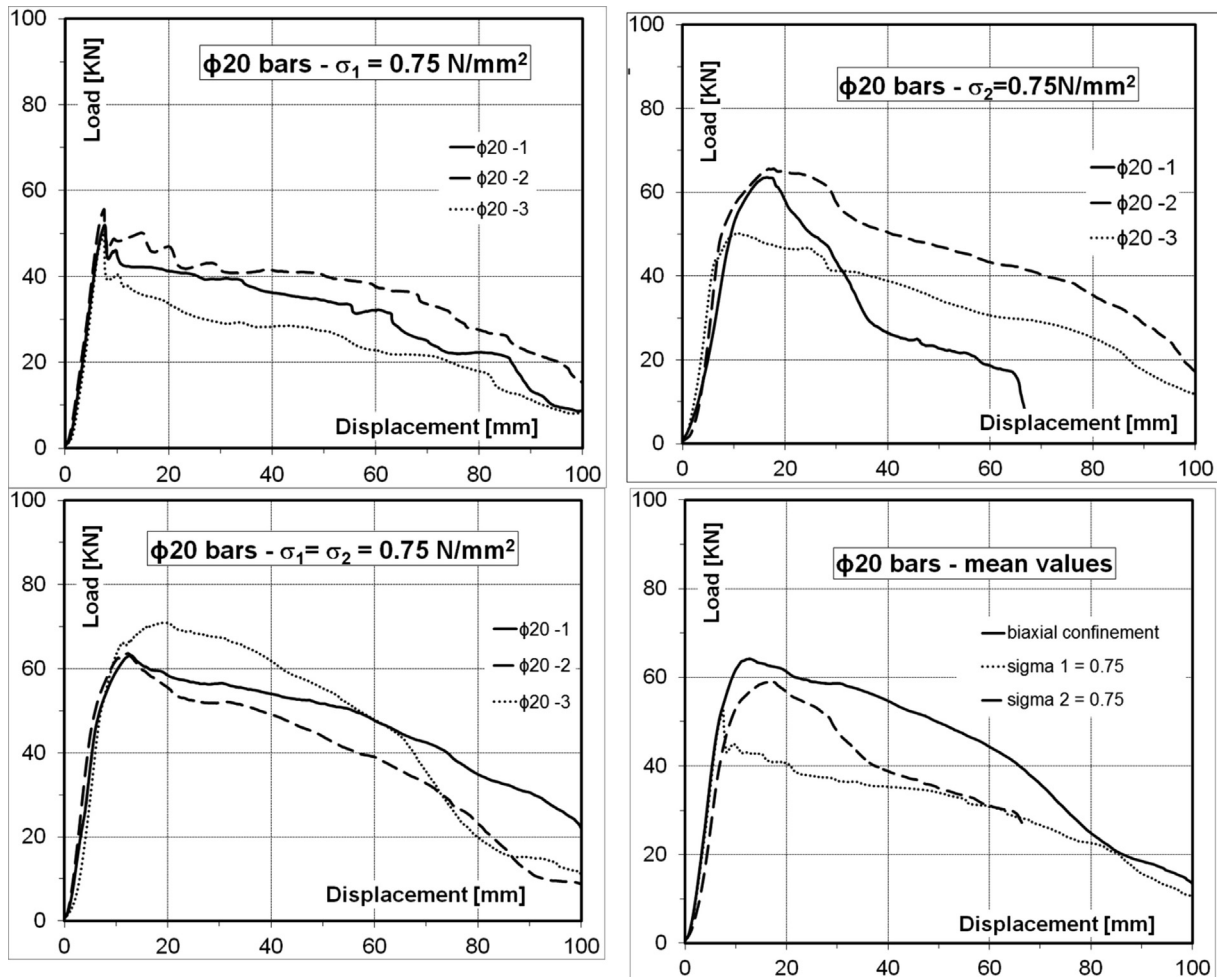 100
80
60
40
20
0
Load [KN]
ϕ20 bars - σ₁ = 0.75 N/mm²
ϕ20 -1
ϕ20 -2
ϕ20 -3
Displacement [mm]
0 20 40 60 80 100
100
80
60
40
20
0
Load [KN]
ϕ20 bars - σ₂=0.75N/mm²
ϕ20 -1
ϕ20 -2
ϕ20 -3
Displacement [mm]
0 20 40 60 80 100
100
80
60
40
20
0
Load [KN]
ϕ20 bars - σ₁= σ₂ = 0.75 N/mm²
ϕ20 -1
ϕ20 -2
ϕ20 -3
Displacement [mm]
0 20 40 60 80 100
100
80
60
40
20
0
Load [KN]
ϕ20 bars - mean values
biaxial confinement
sigma 1 = 0.75
sigma 2 = 0.75
Displacement [mm]
0 20 40 60 80 100